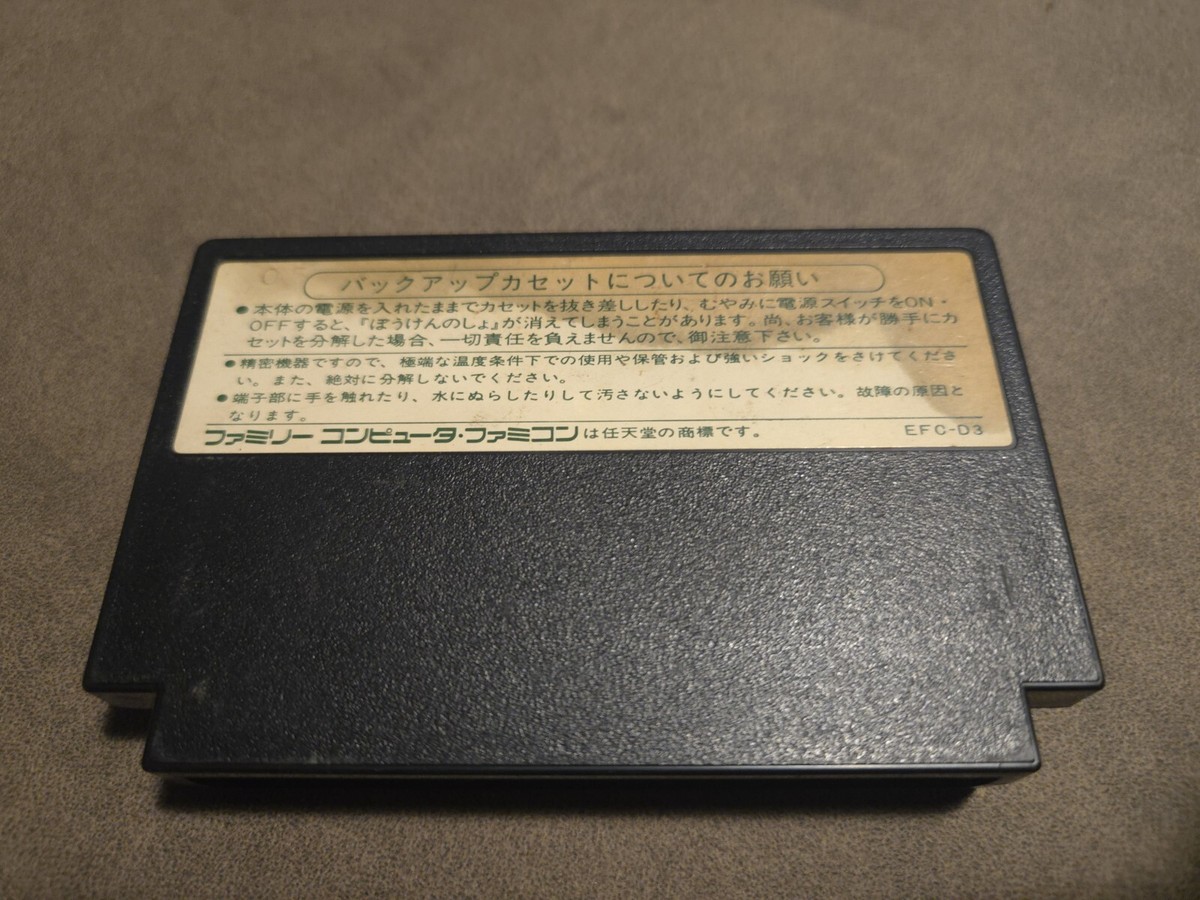 バックアップカセットについてのお願い
●本体の電源を入れたままでカセットを抜き差ししたり、むやみに電源スイッチをON・
OFFすると、『ぼうけんのしょ』が消えてしまうことがあります。尚、お客様が勝手にカ
セットを分解した場合、一切責任を負えませんので、御注意下さい。
●精密機器ですので、極端な温度条件下での使用や保管および強いショックをさけてくださ
い。また、絶対に分解しないでください。
●端子部に手を触れたり、水にぬらしたりして汚さないようにしてください。故障の原因と
なります。
ファミリーコンピュータ・ファミコンは任天堂の商標です。 EFC-D3